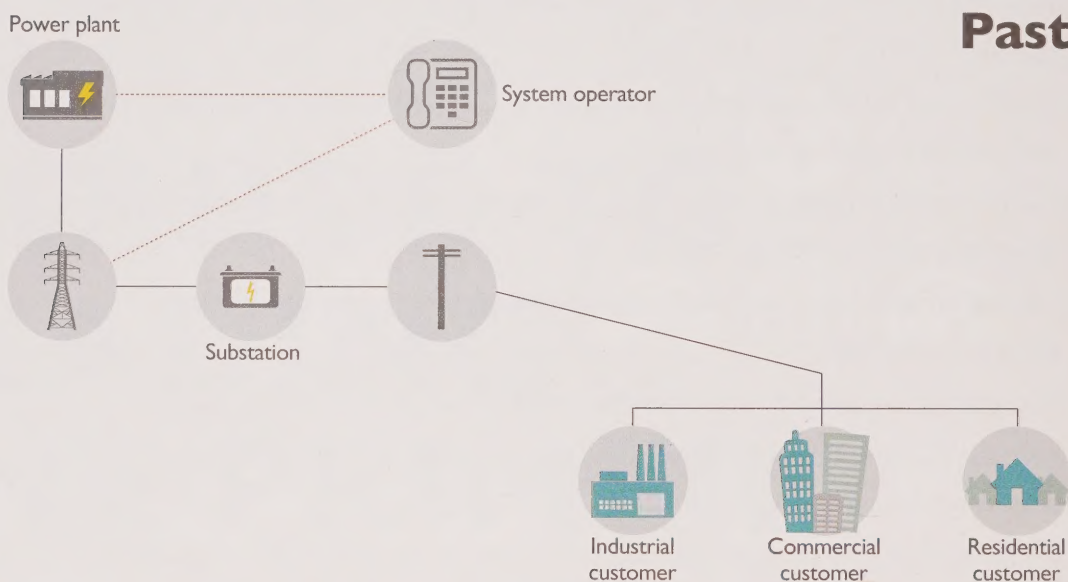 Power plant
Past
System operator
Substation
Industrial
customer
Commercial
customer
Residential
customer